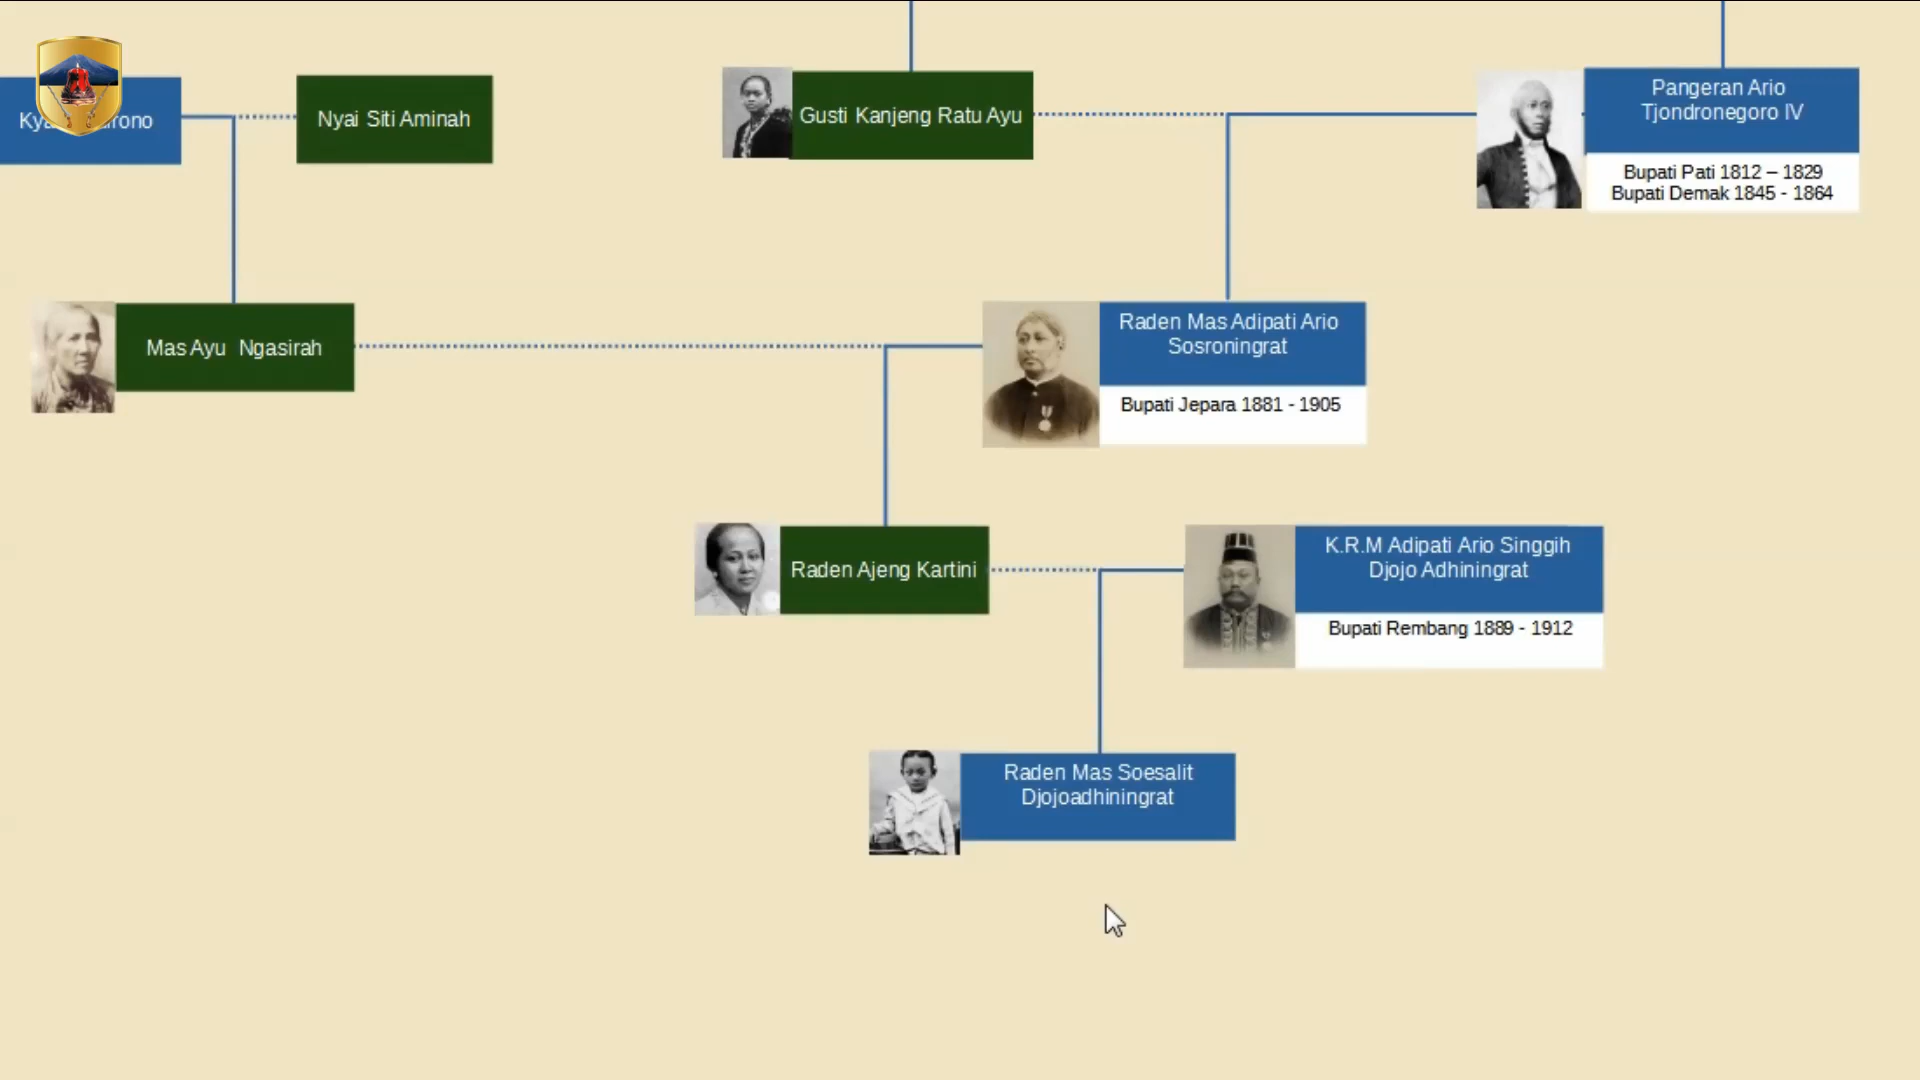 Nyai Siti Aminah
Gusti Kanjeng Ratu Ayu
Pangeran Ario
Tjondronegoro IV
Bupati Pati 1812 – 1829
Bupati Demak 1845 - 1864
Mas Ayu Ngasirah
Raden Mas Adipati Ario
Sosroningrat
Bupati Jepara 1881 - 1905
Raden Ajeng Kartini
K.R.M Adipati Ario Singgih
Djojo Adhiningrat
Bupati Rembang 1889 - 1912
Raden Mas Soesalit
Djojoadhiningrat